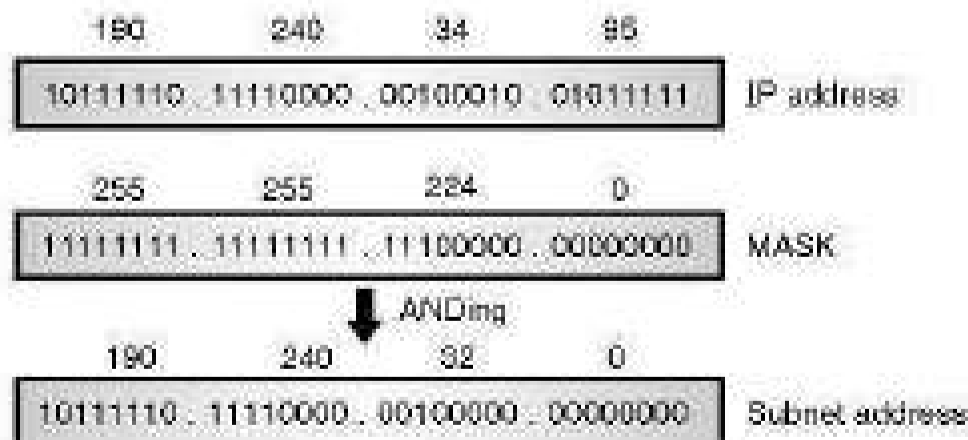 190 240 34 95
10111110 . 11110000 . 00100010 . 01011111 IP address
255 255 224 0
11111111 . 11111111 . 11100000 . 00000000 MASK
ANDing
190 240 32 0
10111110 . 11110000 . 00100000 . 00000000 Subnet address